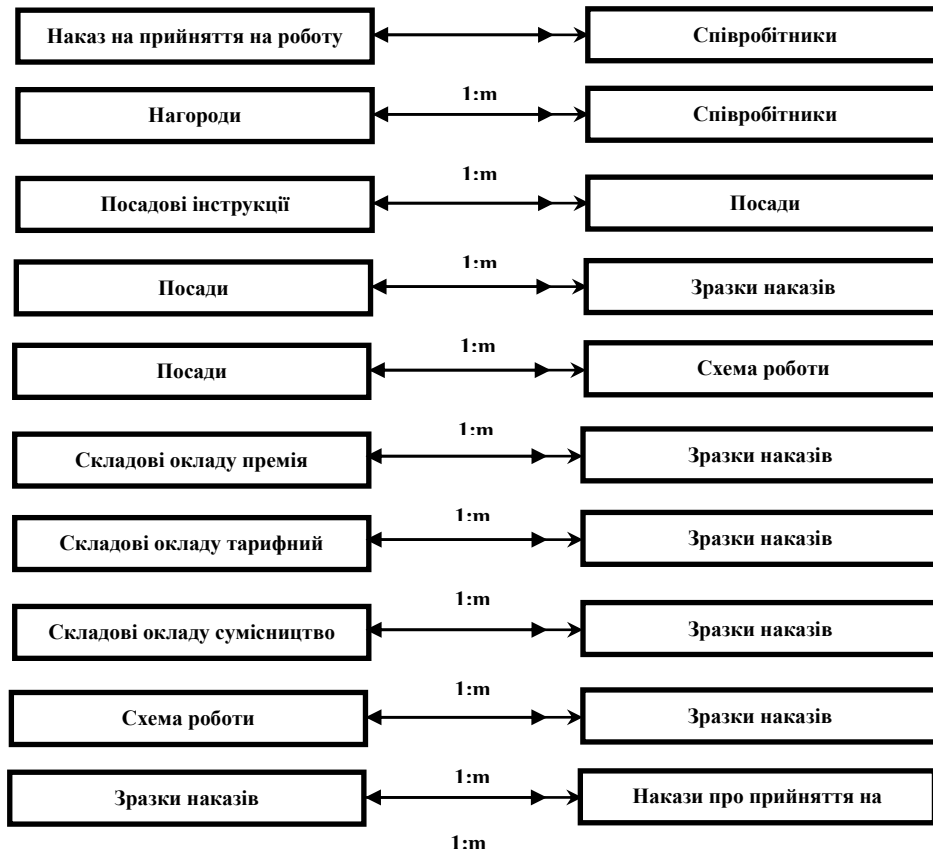 Наказ на прийняття на роботу
Співробітники
1:m
Нагороди
Співробітники
1:m
Посадові інструкції
Посади
1:m
Посади
Зразки наказів
1:m
Посади
Схема роботи
1:m
Складові окладу премія
Зразки наказів
1:m
Складові окладу тарифний
Зразки наказів
1:m
Складові окладу сумісництво
Зразки наказів
1:m
Схема роботи
Зразки наказів
1:m
Зразки наказів
Накази про прийняття на
1:m